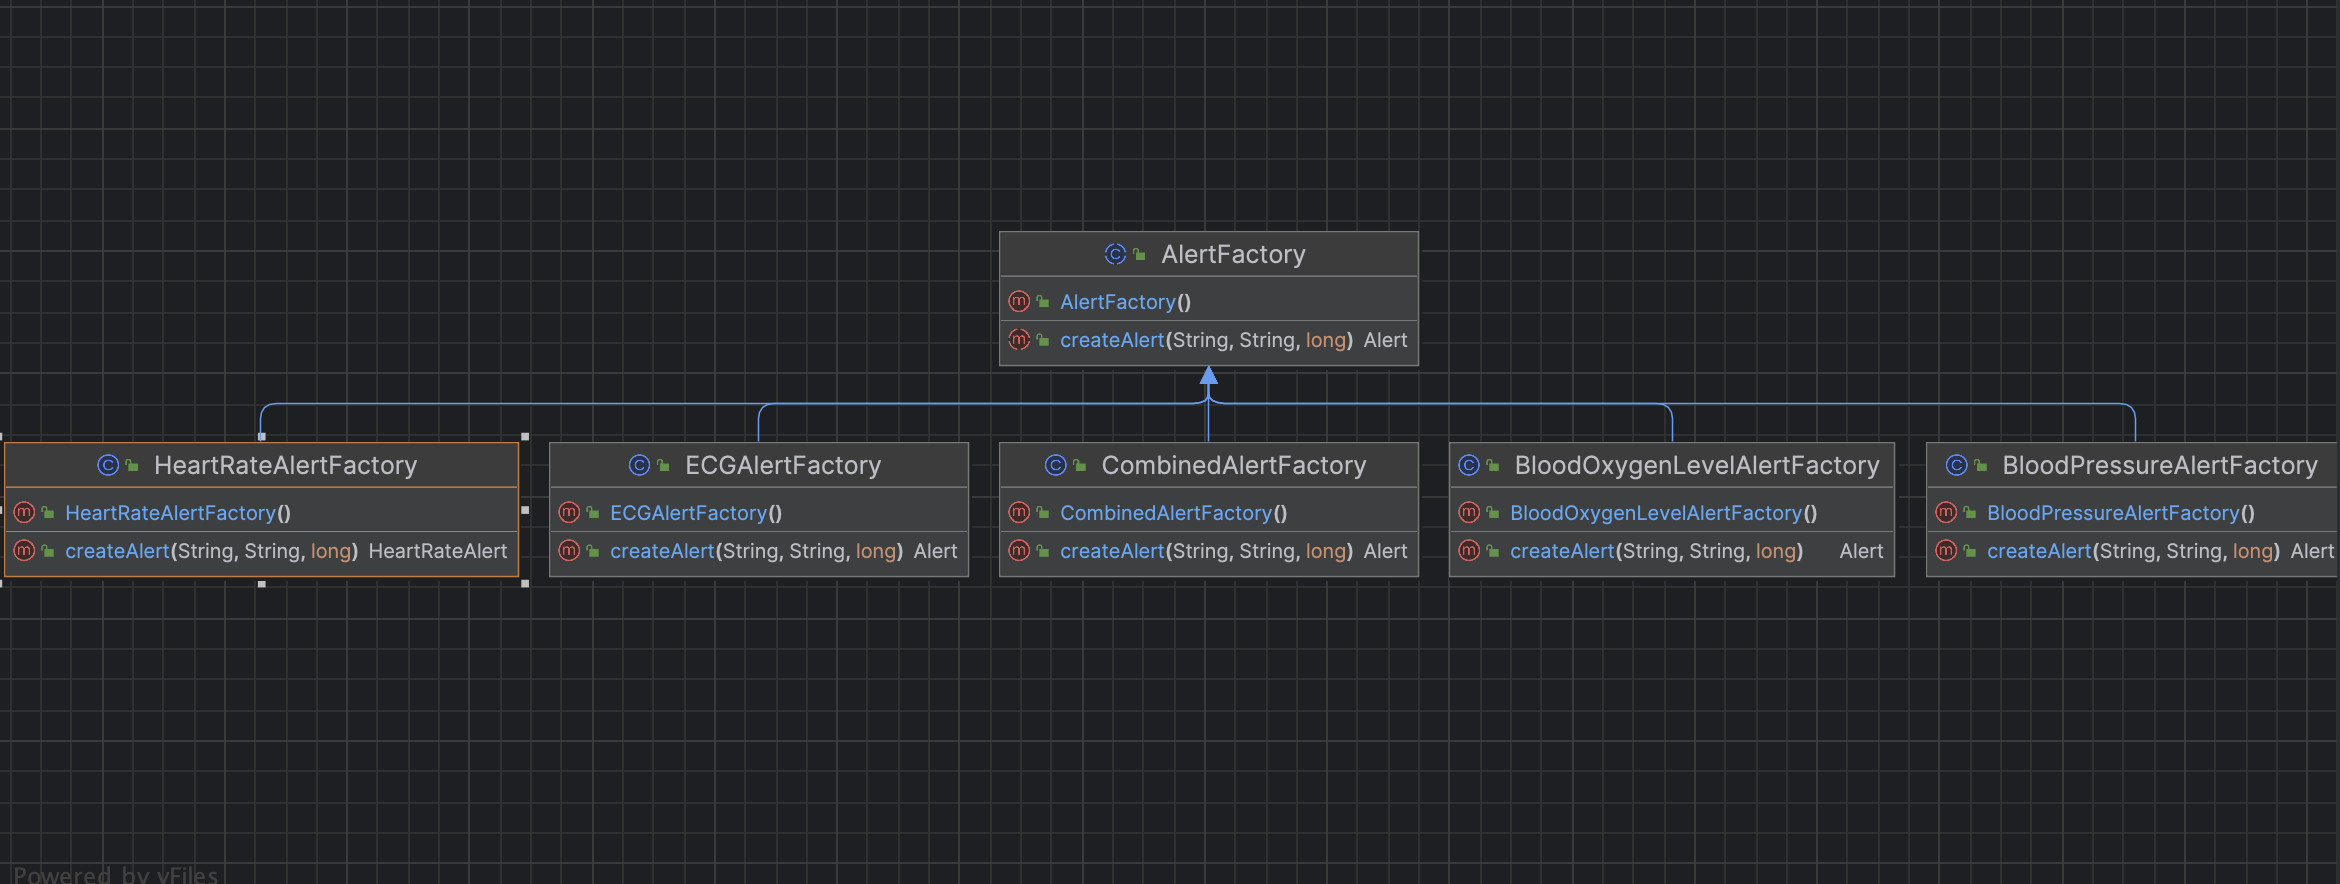 AlertFactory
AlertFactory()
createAlert(String, String, long) Alert
HeartRateAlertFactory
HeartRateAlertFactory()
createAlert(String, String, long) HeartRateAlert
ECGAlertFactory
ECGAlertFactory()
createAlert(String, String, long) Alert
CombinedAlertFactory
CombinedAlertFactory()
createAlert(String, String, long) Alert
BloodOxygenLevelAlertFactory
BloodOxygenLevelAlertFactory()
createAlert(String, String, long) Alert
BloodPressureAlertFactory
BloodPressureAlertFactory()
createAlert(String, String, long) Alert
Powered by yFiles